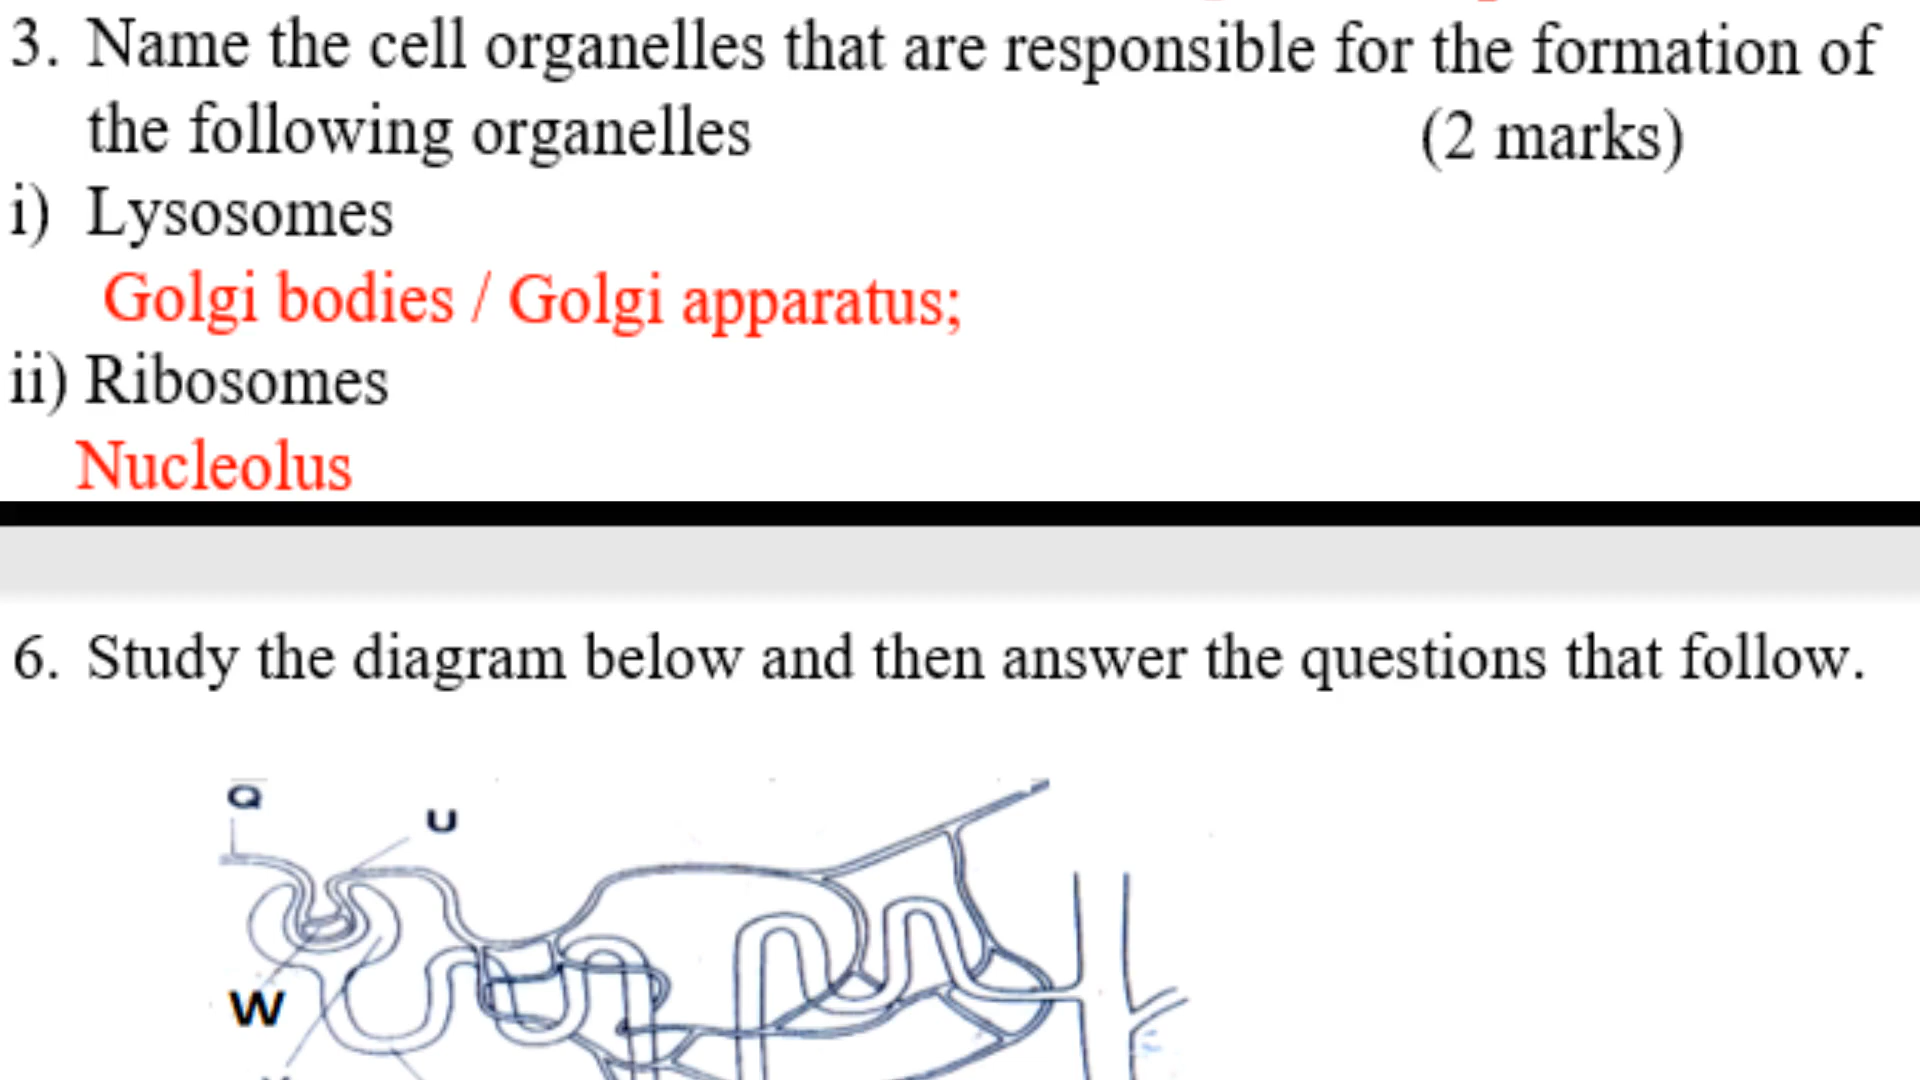 3. Name the cell organelles that are responsible for the formation of
the following organelles (2 marks)
i) Lysosomes
Golgi bodies / Golgi apparatus;
ii) Ribosomes
Nucleolus
6. Study the diagram below and then answer the questions that follow.
Q
U
W